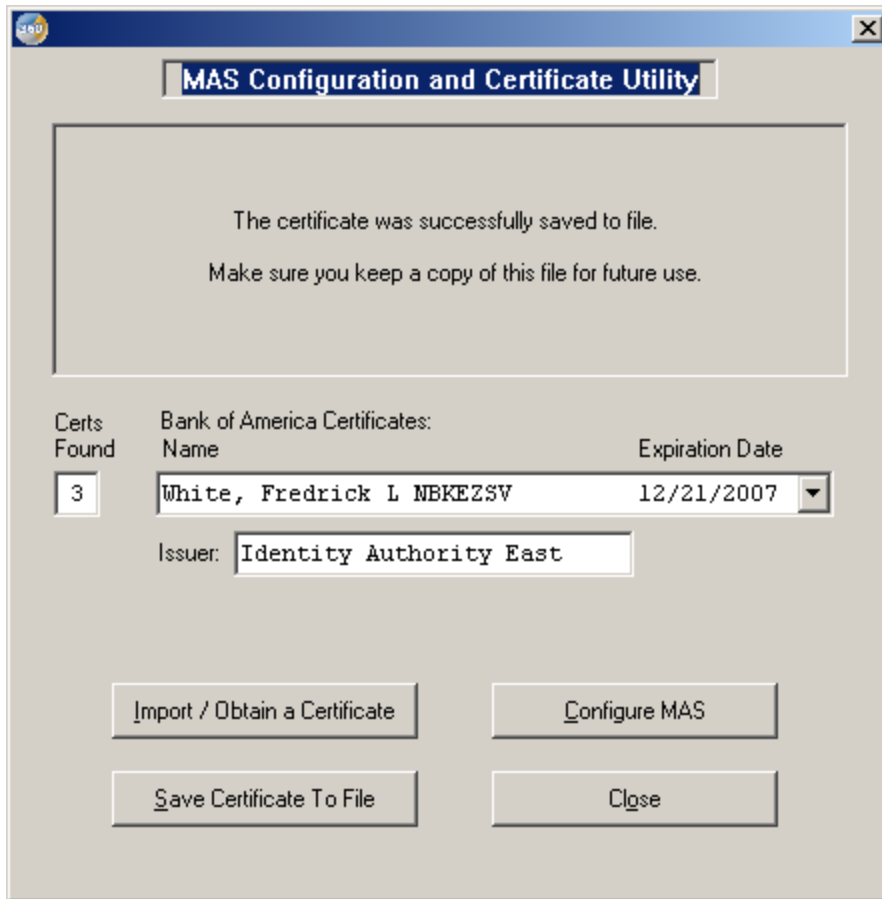 360
MAS Configuration and Certificate Utility
The certificate was successfully saved to file.
Make sure you keep a copy of this file for future use.
Certs Found
Bank of America Certificates:
Name Expiration Date
3 White, Fredrick L NBKEZSV 12/21/2007
Issuer: Identity Authority East
Import / Obtain a Certificate Configure MAS
Save Certificate To File Close